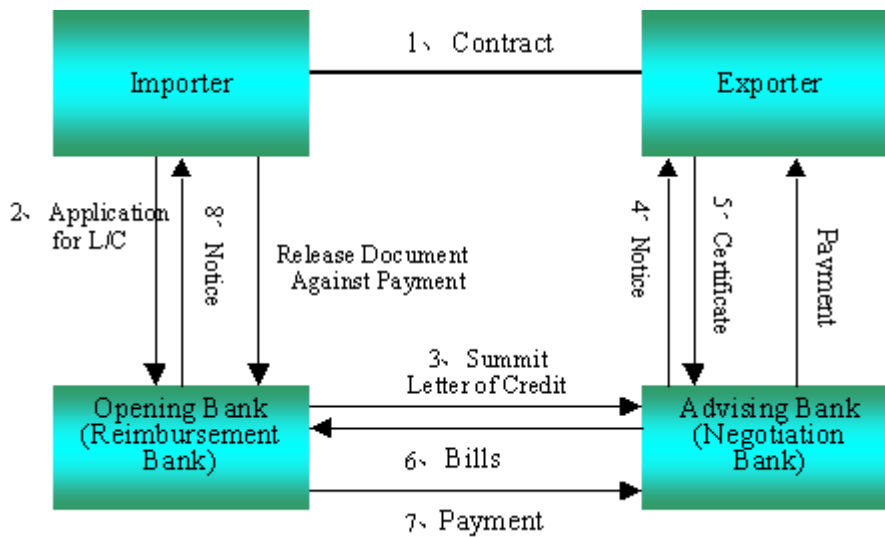 1、 Contract
Importer
Exporter
2、 Application
for L/C
8、 Notice
Release Document
Against Payment
4、 Notice
5、 Certificate
Payment
3、 Summit
Letter of Credit
Opening Bank
(Reimbursement
Bank)
Advising Bank
(Negotiation
Bank)
6、 Bills
7、 Payment